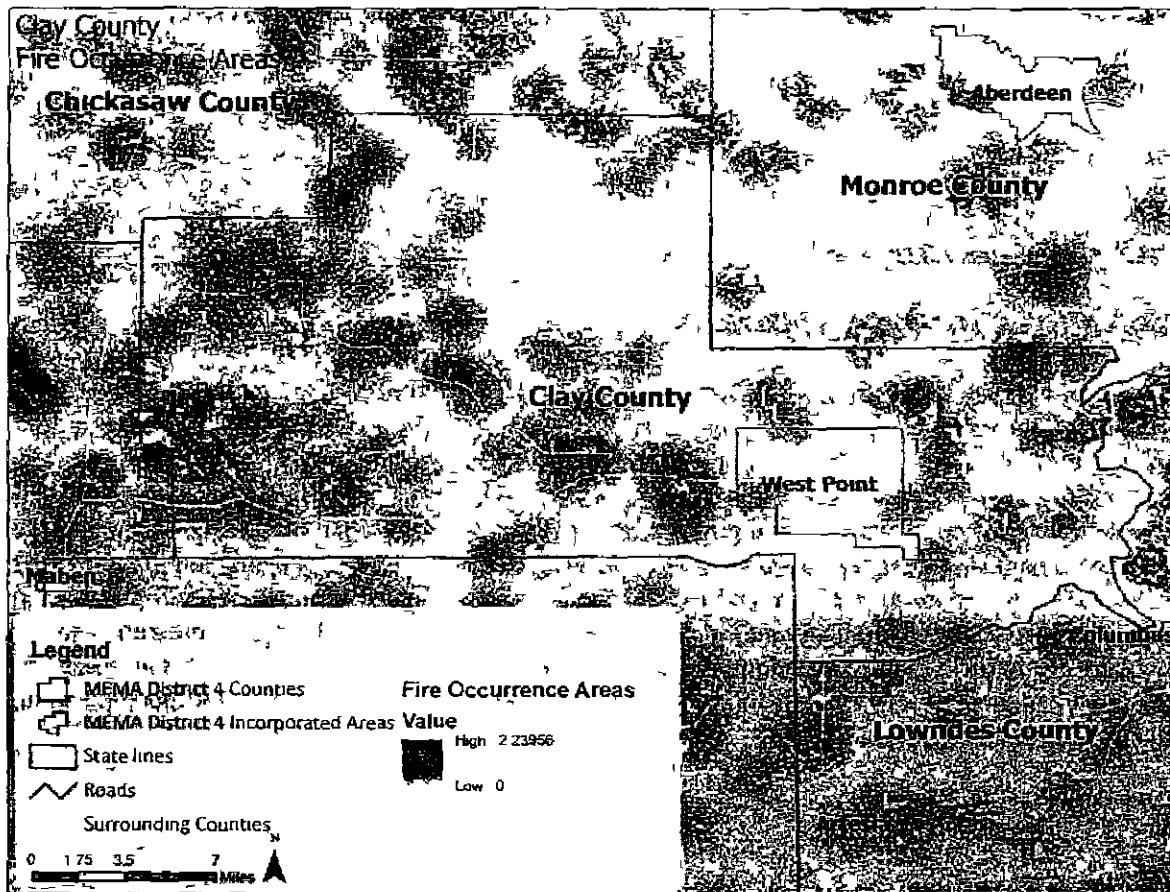 Clay County
Fire Occurrence Areas
Chickasaw County
Aberdeen
Monroe County
Clay County
West Point
Maben
Columbus
Lowndes County
Legend
MEMA District 4 Counties
MEMA District 4 Incorporated Areas
State lines
Roads
Surrounding Counties
N
0 1 75 3.5 7
Miles
Fire Occurrence Areas
Value
High 2 23956
Low 0